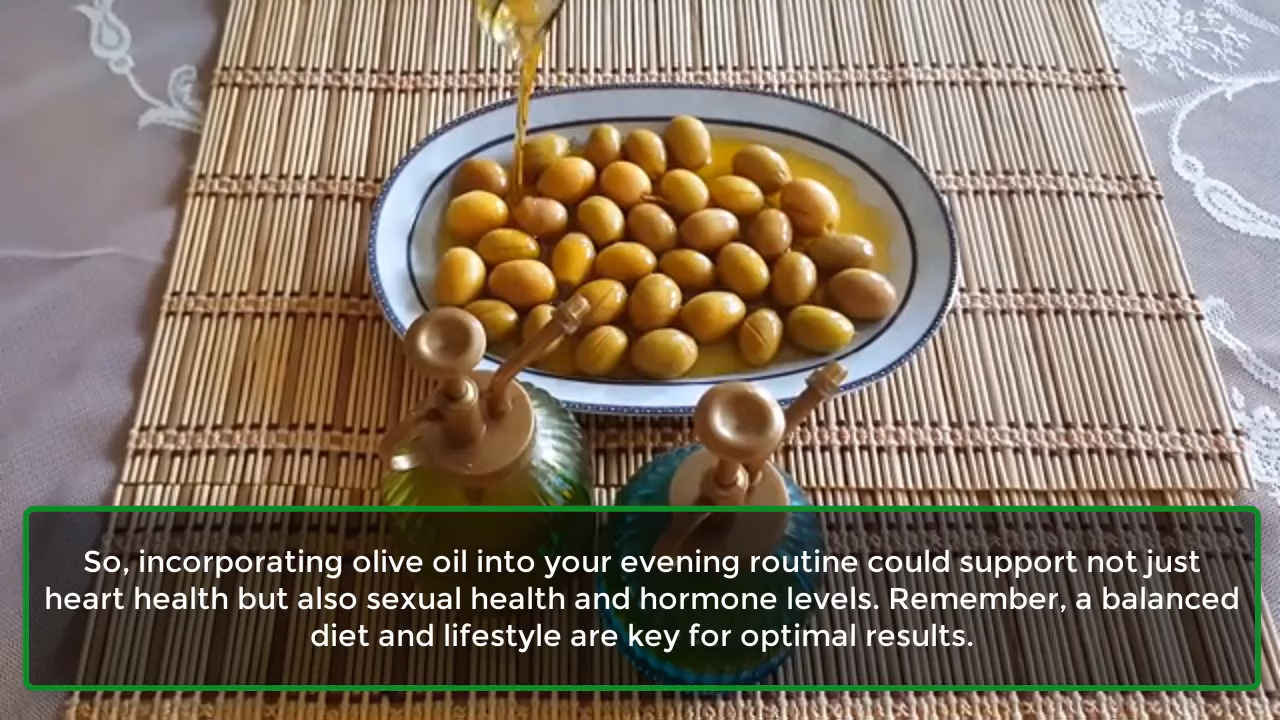 So, incorporating olive oil into your evening routine could support not just
heart health but also sexual health and hormone levels. Remember, a balanced
diet and lifestyle are key for optimal results.